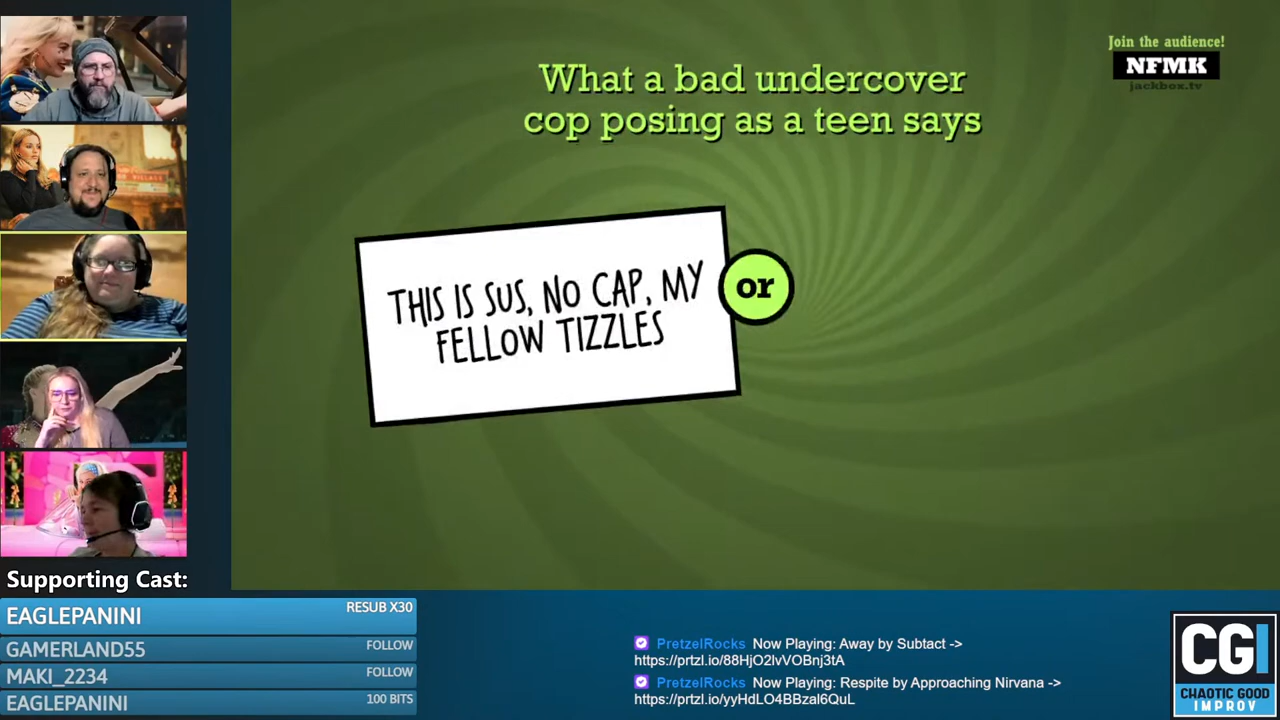 Join the audience!
NFMK
jackbox.tv
What a bad undercover
cop posing as a teen says
THIS IS SUS, NO CAP, MY
FELLOW TIZZLES
or
Supporting Cast:
EAGLEPANINI RESUB X30
GAMERLAND55 FOLLOW
MAKI_2234 FOLLOW
EAGLEPANINI 100 BITS
PretzelRocks Now Playing: Away by Subtact ->
https://prtzl.io/88HjO2lvVOBnj3tA
PretzelRocks Now Playing: Respite by Approaching Nirvana ->
https://prtzl.io/yyHdLO4BBzal6QuL
CGI
CHAOTIC GOOD
IMPROV